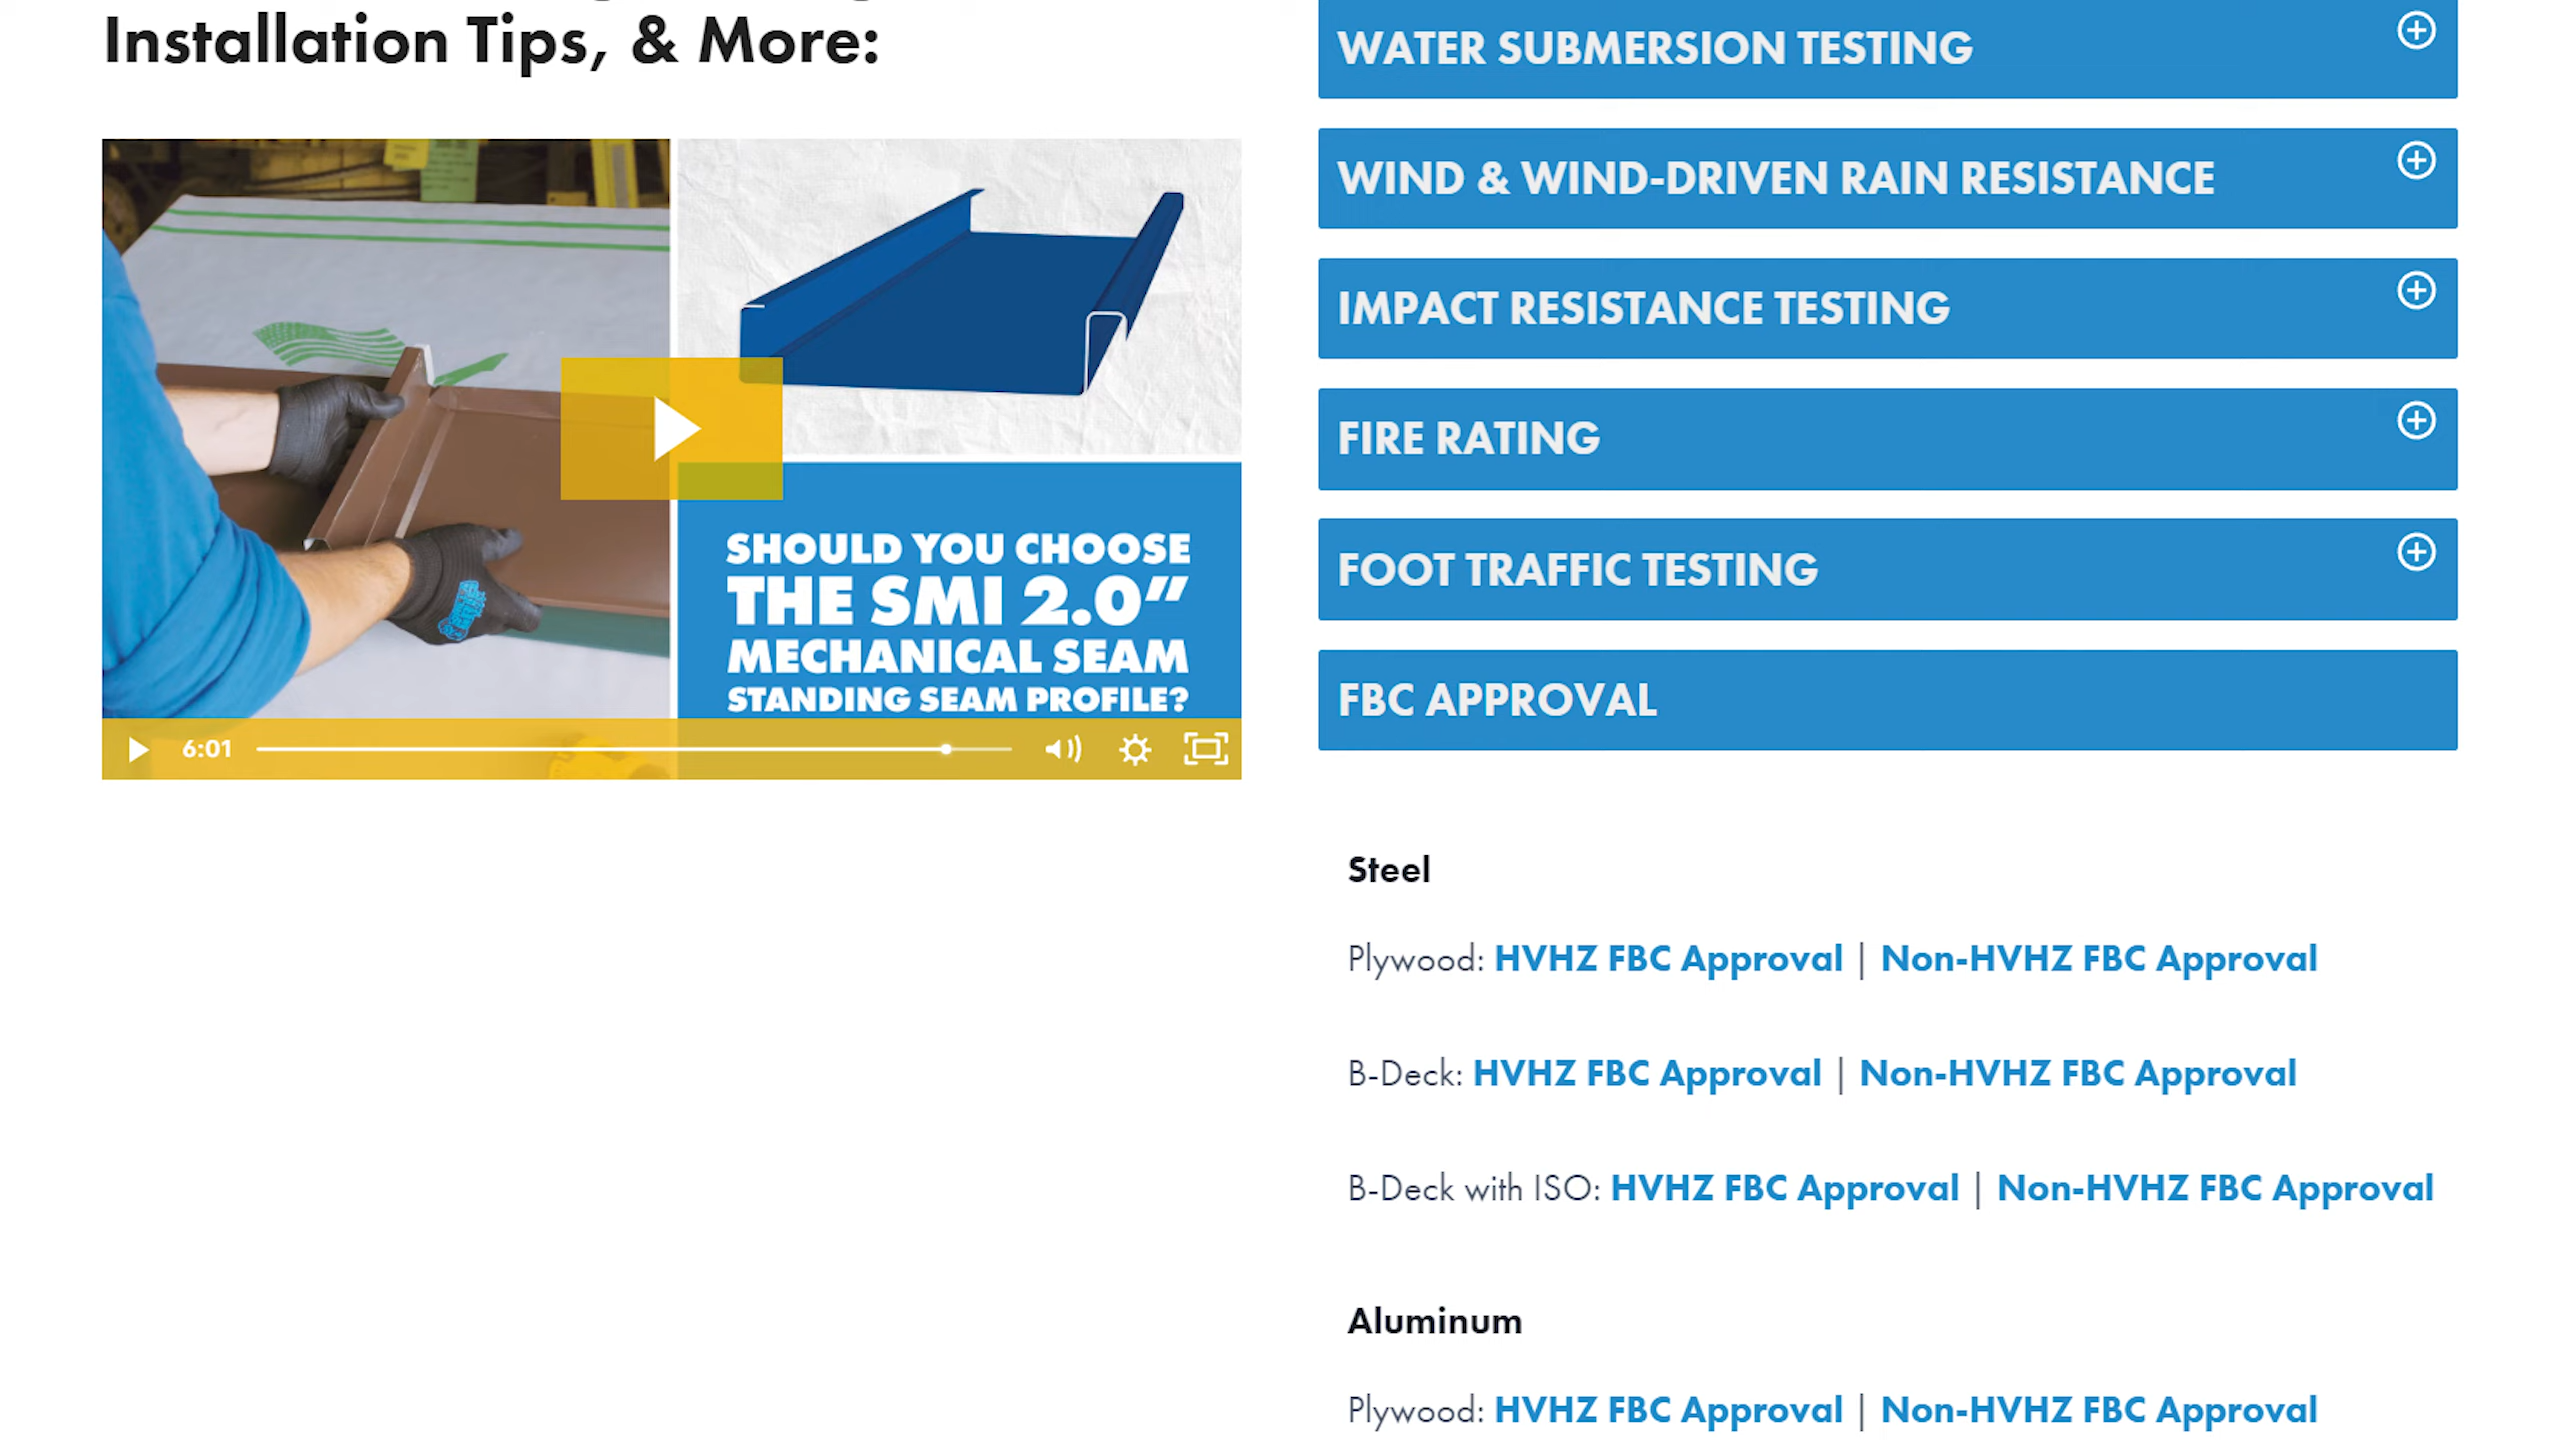 Installation Tips, & More:
SHOULD YOU CHOOSE
THE SMI 2.0"
MECHANICAL SEAM
STANDING SEAM PROFILE?
6:01
WATER SUBMERSION TESTING
WIND & WIND-DRIVEN RAIN RESISTANCE
IMPACT RESISTANCE TESTING
FIRE RATING
FOOT TRAFFIC TESTING
FBC APPROVAL
Steel
Plywood: HVHZ FBC Approval | Non-HVHZ FBC Approval
B-Deck: HVHZ FBC Approval | Non-HVHZ FBC Approval
B-Deck with ISO: HVHZ FBC Approval | Non-HVHZ FBC Approval
Aluminum
Plywood: HVHZ FBC Approval | Non-HVHZ FBC Approval